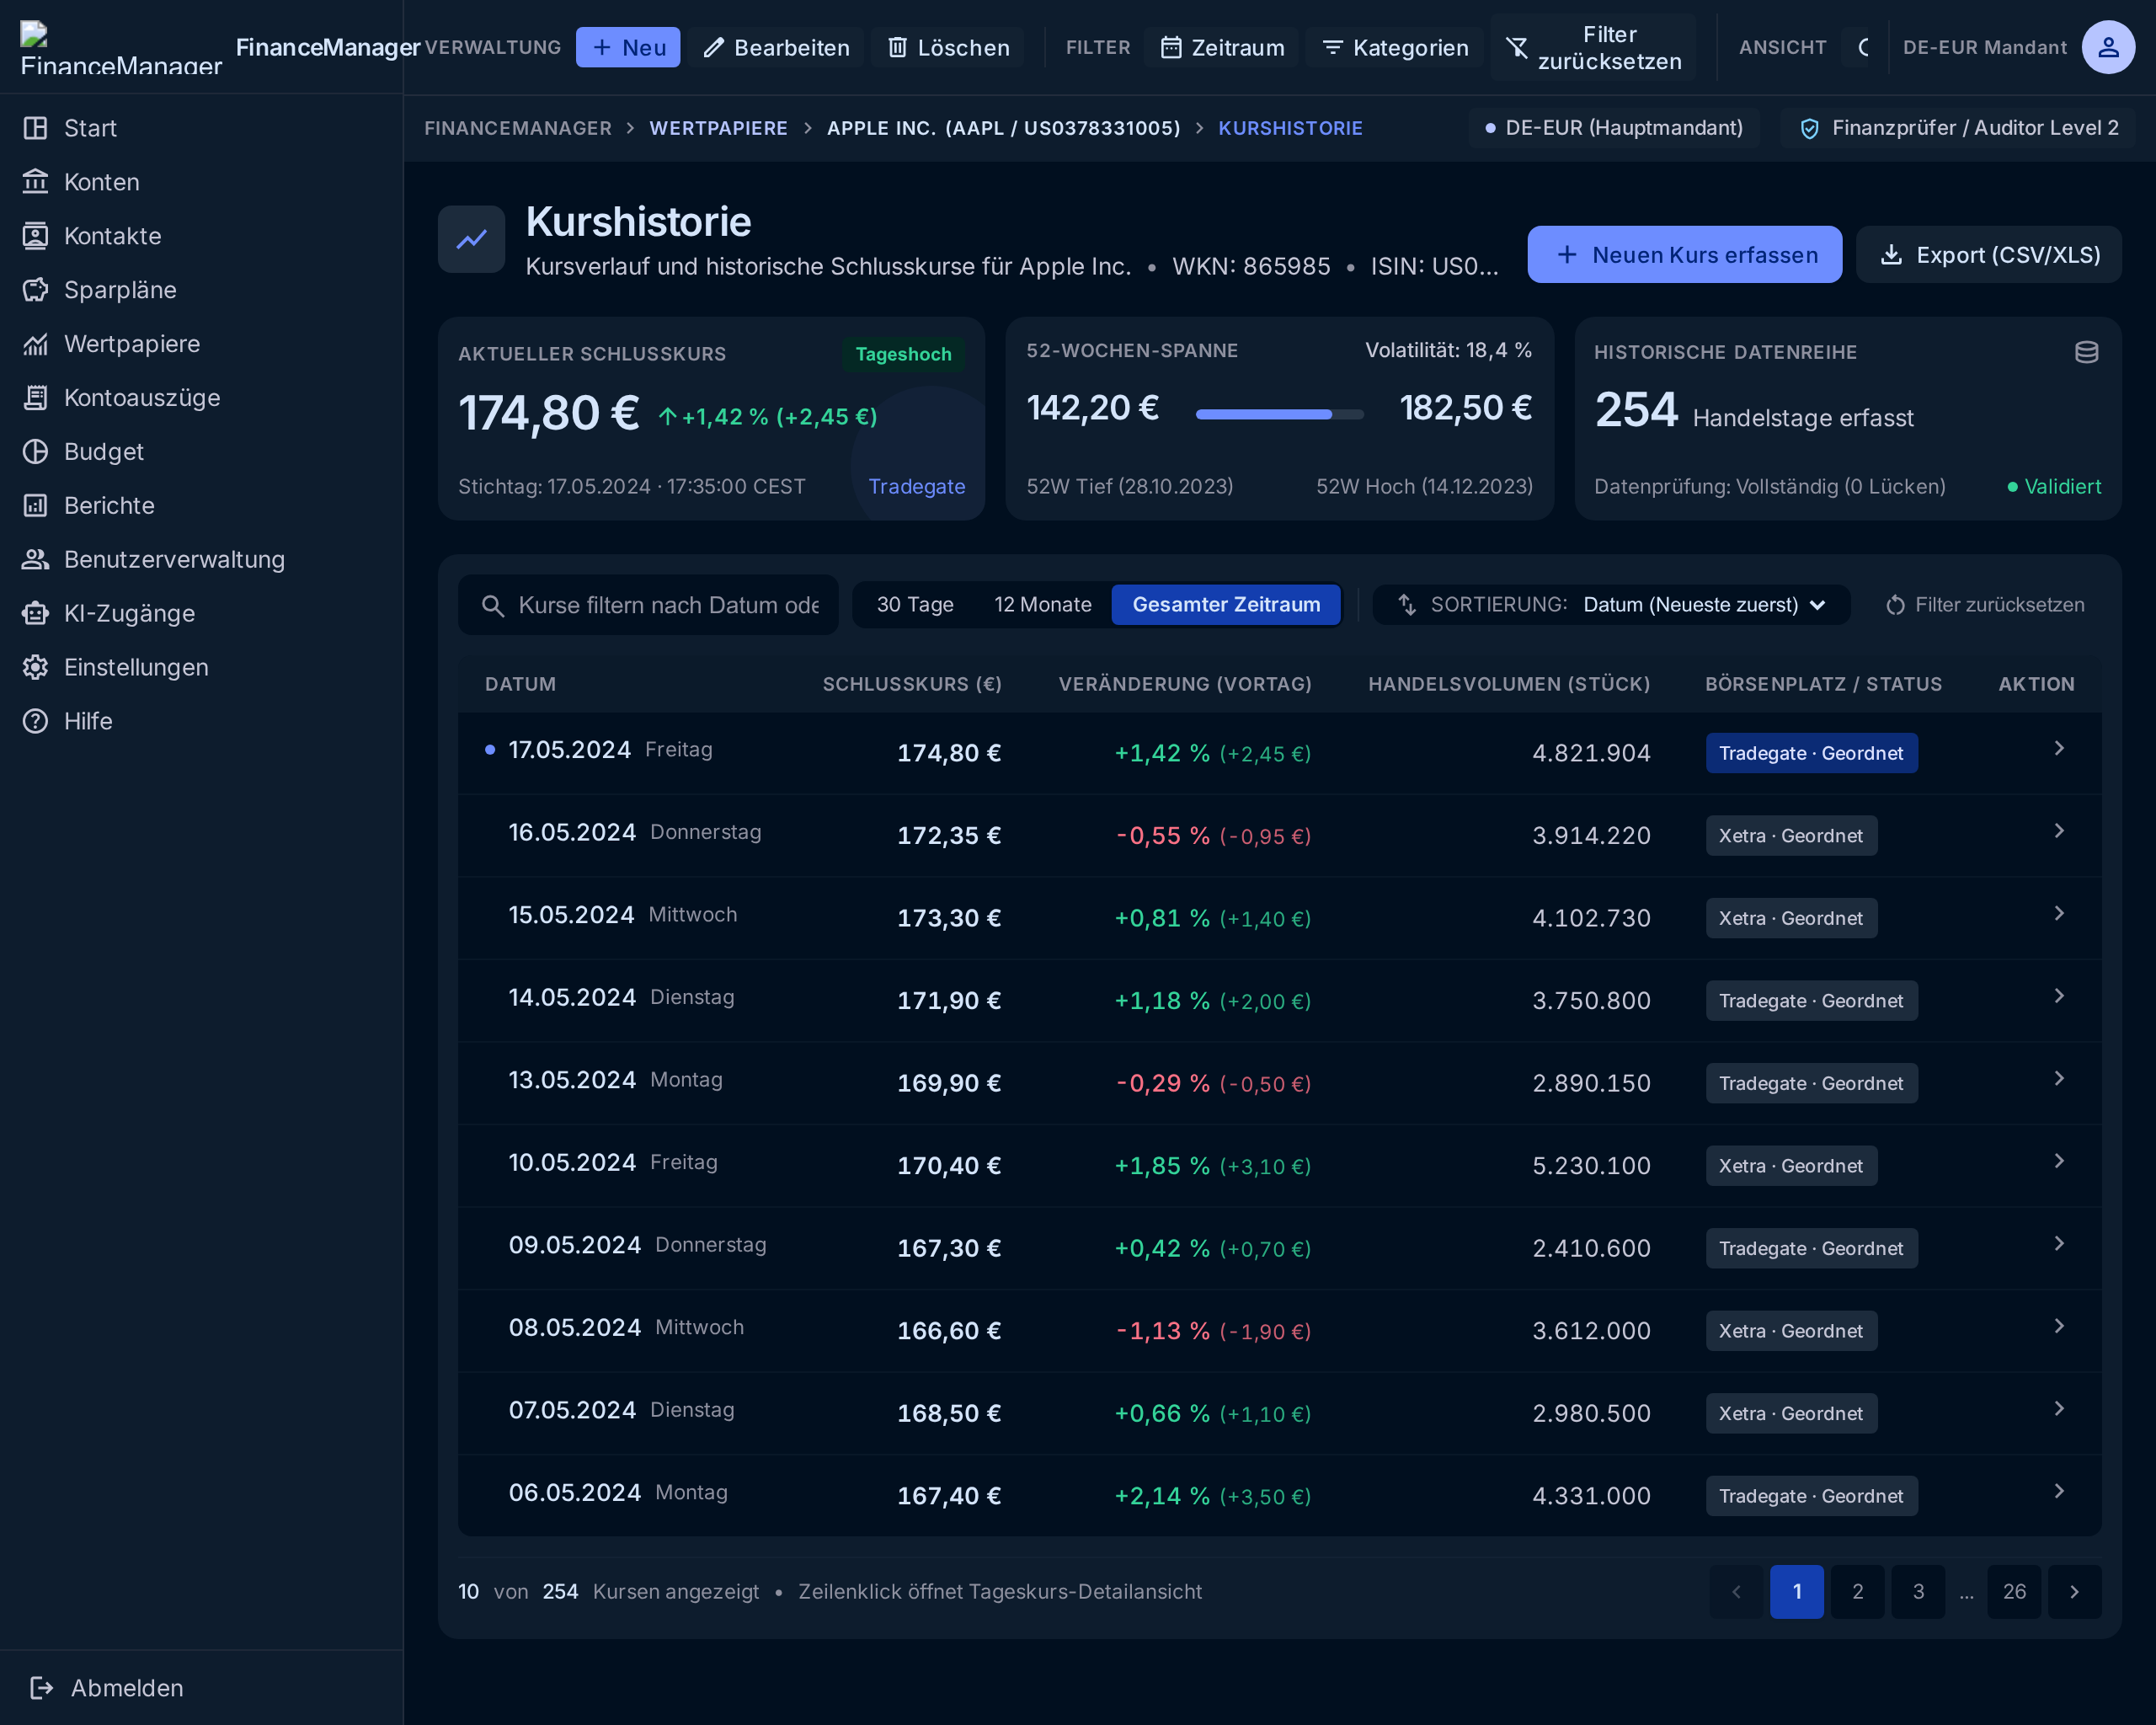 FinanceManager
FinanceManager
Start
Konten
Kontakte
Sparpläne
Wertpapiere
Kontoauszüge
Budget
Berichte
Benutzerverwaltung
KI-Zugänge
Einstellungen
Hilfe
Abmelden
VERWALTUNG Neu Bearbeiten Löschen FILTER Zeitraum Kategorien Filter zurücksetzen ANSICHT DE-EUR Mandant
FINANCEMANAGER > WERTPAPIERE > APPLE INC. (AAPL / US0378331005) > KURSHISTORIE DE-EUR (Hauptmandant) Finanzprüfer / Auditor Level 2
Kurshistorie
Kursverlauf und historische Schlusskurse für Apple Inc. • WKN: 865985 • ISIN: US0...
Neuen Kurs erfassen Export (CSV/XLS)
AKTUELLER SCHLUSSKURS Tageshoch
174,80 € ↑+1,42 % (+2,45 €)
Stichtag: 17.05.2024 · 17:35:00 CEST Tradegate
52-WOCHEN-SPANNE Volatilität: 18,4 %
142,20 € 182,50 €
52W Tief (28.10.2023) 52W Hoch (14.12.2023)
HISTORISCHE DATENREIHE
254 Handelstage erfasst
Datenprüfung: Vollständig (0 Lücken) Validiert
Kurse filtern nach Datum ode 30 Tage 12 Monate Gesamter Zeitraum SORTIERUNG: Datum (Neueste zuerst) Filter zurücksetzen
DATUM SCHLUSSKURS (€) VERÄNDERUNG (VORTAG) HANDELSVOLUMEN (STÜCK) BÖRSENPLATZ / STATUS AKTION
17.05.2024 Freitag 174,80 € +1,42 % (+2,45 €) 4.821.904 Tradegate · Geordnet
16.05.2024 Donnerstag 172,35 € -0,55 % (-0,95 €) 3.914.220 Xetra · Geordnet
15.05.2024 Mittwoch 173,30 € +0,81 % (+1,40 €) 4.102.730 Xetra · Geordnet
14.05.2024 Dienstag 171,90 € +1,18 % (+2,00 €) 3.750.800 Tradegate · Geordnet
13.05.2024 Montag 169,90 € -0,29 % (-0,50 €) 2.890.150 Tradegate · Geordnet
10.05.2024 Freitag 170,40 € +1,85 % (+3,10 €) 5.230.100 Xetra · Geordnet
09.05.2024 Donnerstag 167,30 € +0,42 % (+0,70 €) 2.410.600 Tradegate · Geordnet
08.05.2024 Mittwoch 166,60 € -1,13 % (-1,90 €) 3.612.000 Xetra · Geordnet
07.05.2024 Dienstag 168,50 € +0,66 % (+1,10 €) 2.980.500 Xetra · Geordnet
06.05.2024 Montag 167,40 € +2,14 % (+3,50 €) 4.331.000 Tradegate · Geordnet
10 von 254 Kursen angezeigt • Zeilenklick öffnet Tageskurs-Detailansicht
1 2 3 ... 26